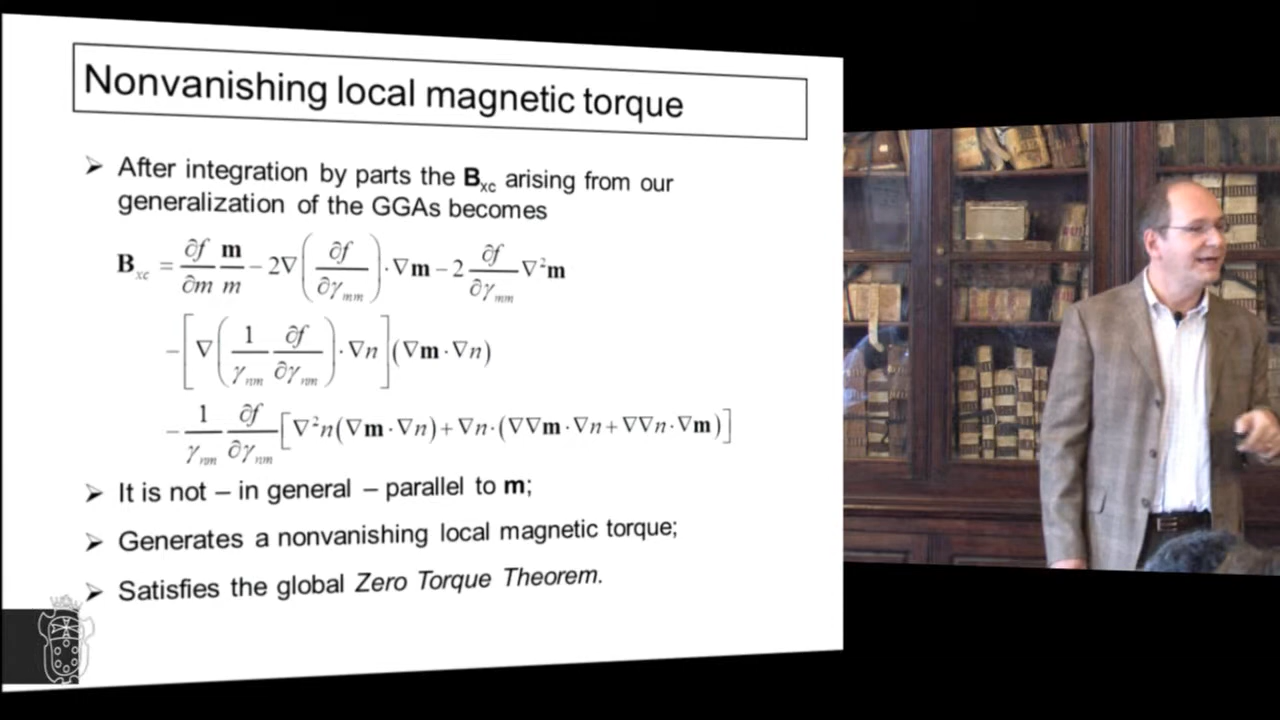 Nonvanishing local magnetic torque
➢ After integration by parts the B_xc arising from our
generalization of the GGAs becomes
B_xc = ∂f/∂m m/m − 2∇(∂f/∂γ_mm)·∇m − 2 ∂f/∂γ_mm ∇²m
−[∇(1/γ_nm ∂f/∂γ_nm)·∇n](∇m·∇n)
−1/γ_nm ∂f/∂γ_nm [∇²n(∇m·∇n)+∇n·(∇∇m·∇n+∇∇n·∇m)]
➢ It is not – in general – parallel to m;
➢ Generates a nonvanishing local magnetic torque;
➢ Satisfies the global Zero Torque Theorem.